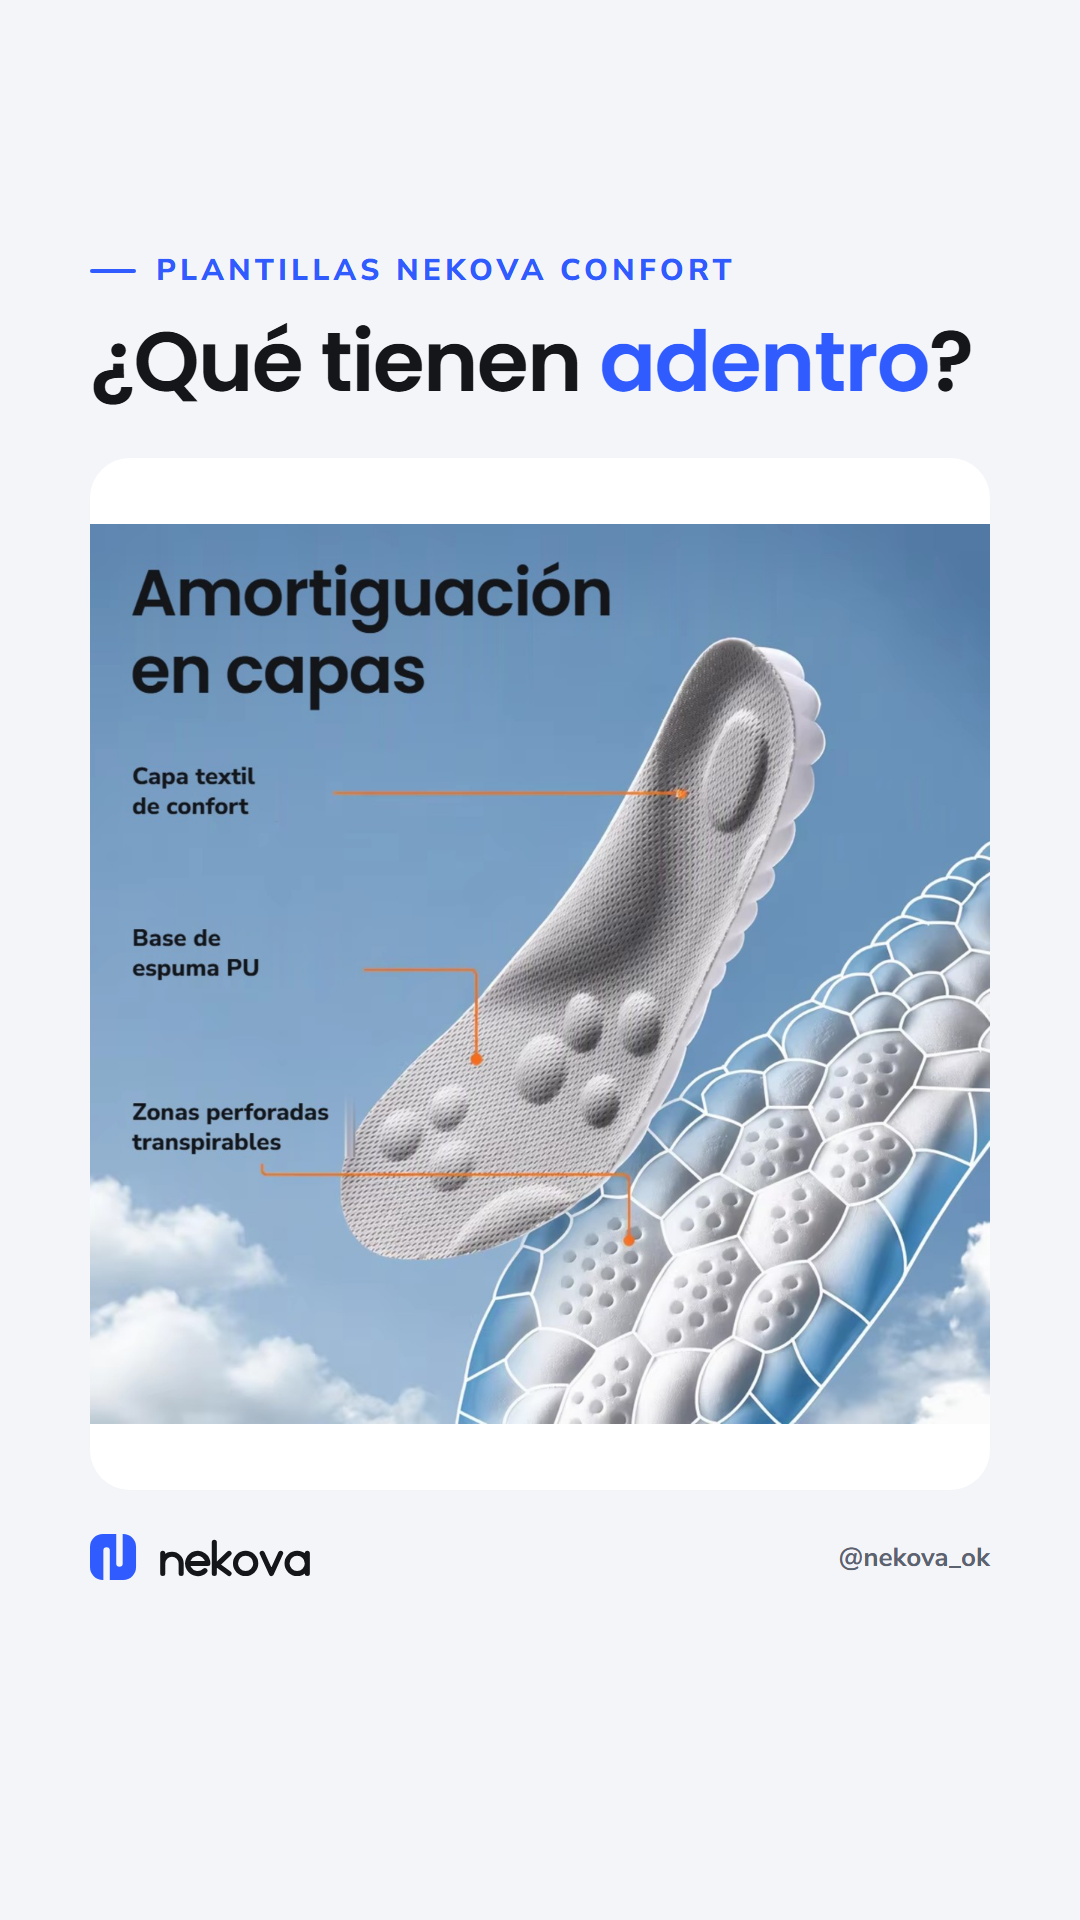 PLANTILLAS NEKOVA CONFORT
¿Qué tienen adentro?
Amortiguación
en capas
Capa textil
de confort
Base de
espuma PU
Zonas perforadas
transpirables
nekova
@nekova_ok